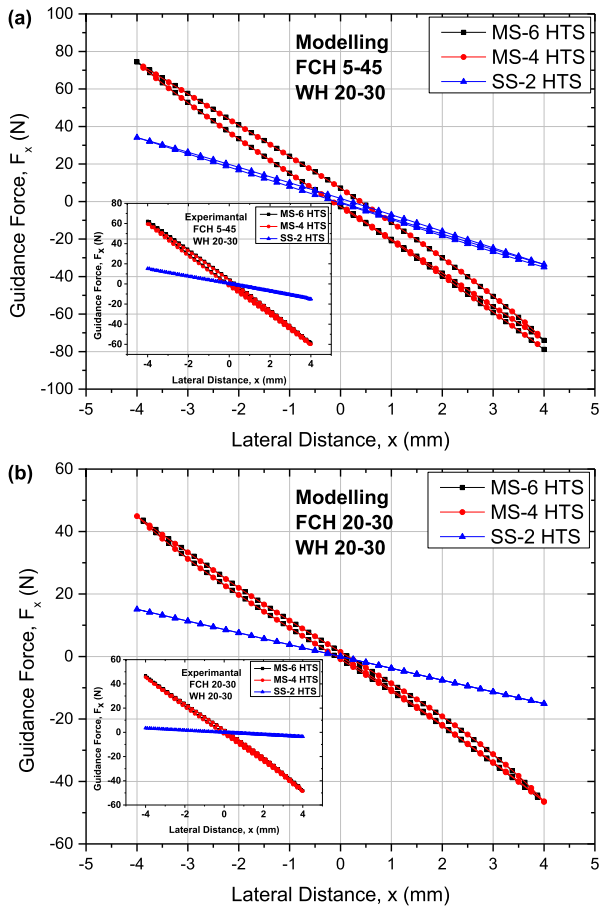 (a)
100
80
60
40
20
0
-20
-40
-60
-80
-100
Guidance Force, Fx (N)
Modelling
FCH 5-45
WH 20-30
MS-6 HTS
MS-4 HTS
SS-2 HTS
80
60
40
20
0
-20
-40
-60
Guidance Force, Fx (N)
Experimantal
FCH 5-45
WH 20-30
MS-6 HTS
MS-4 HTS
SS-2 HTS
-4 -2 0 2 4
Lateral Distance, x (mm)
-5 -4 -3 -2 -1 0 1 2 3 4 5
Lateral Distance, x (mm)
(b)
60
40
20
0
-20
-40
-60
Guidance Force, Fx (N)
Modelling
FCH 20-30
WH 20-30
MS-6 HTS
MS-4 HTS
SS-2 HTS
60
40
20
0
-20
-40
-60
Guidance Force, Fx (N)
Experimantal
FCH 20-30
WH 20-30
MS-6 HTS
MS-4 HTS
SS-2 HTS
-4 -2 0 2 4
Lateral Distance, x (mm)
-5 -4 -3 -2 -1 0 1 2 3 4 5
Lateral Distance, x (mm)